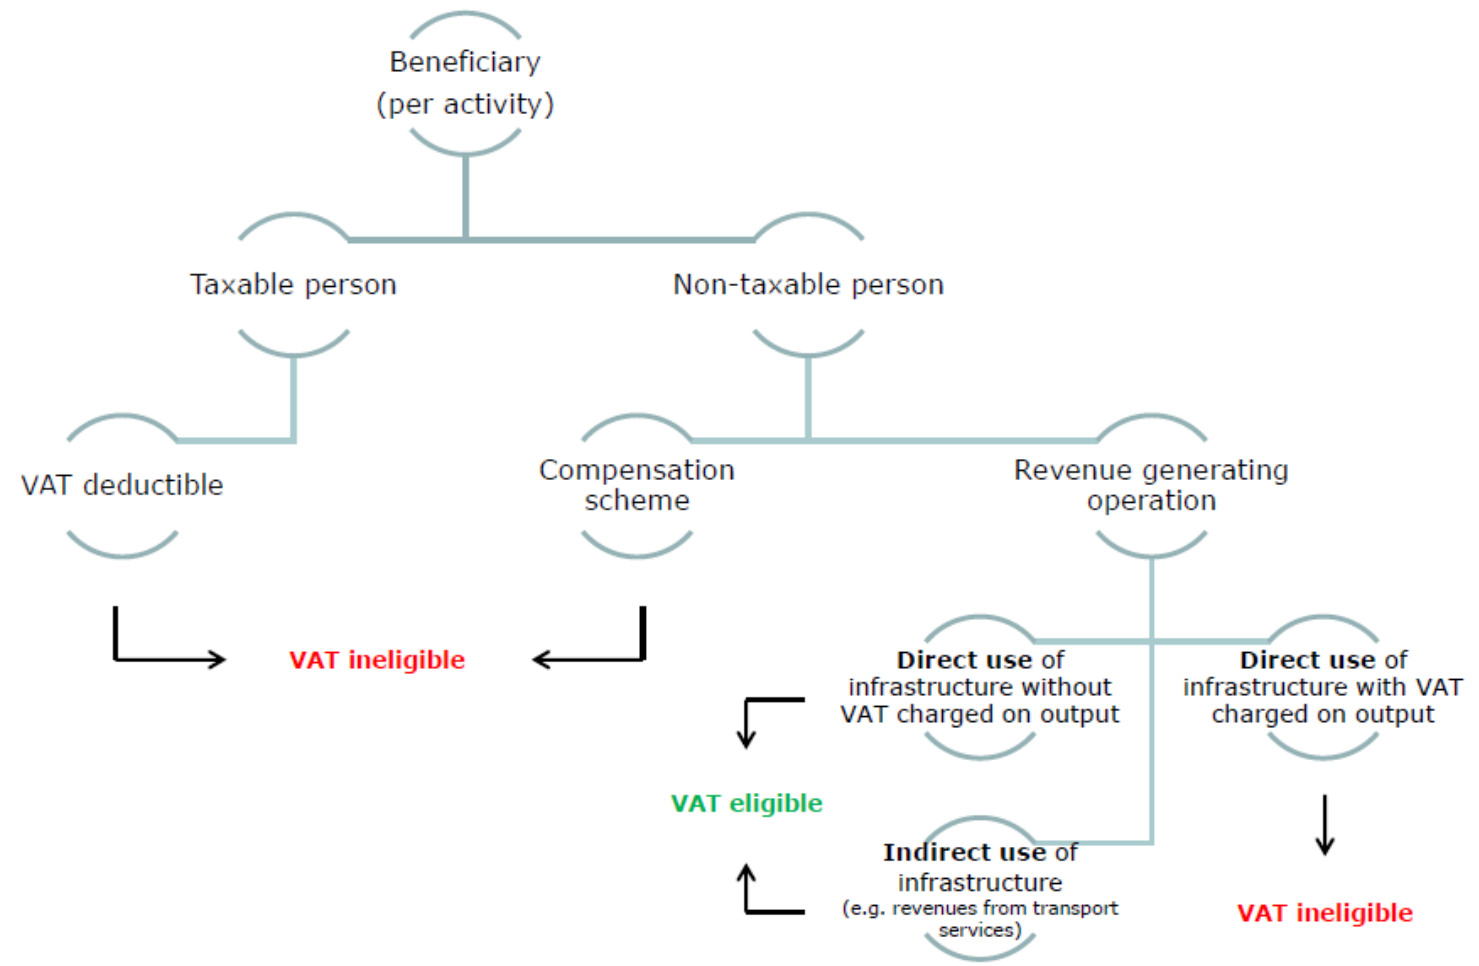 Beneficiary
(per activity)
Taxable person
Non-taxable person
VAT deductible
Compensation
scheme
Revenue generating
operation
VAT ineligible
Direct use of
infrastructure without
VAT charged on output
Direct use of
infrastructure with VAT
charged on output
VAT eligible
Indirect use of
infrastructure
(e.g. revenues from transport
services)
VAT ineligible